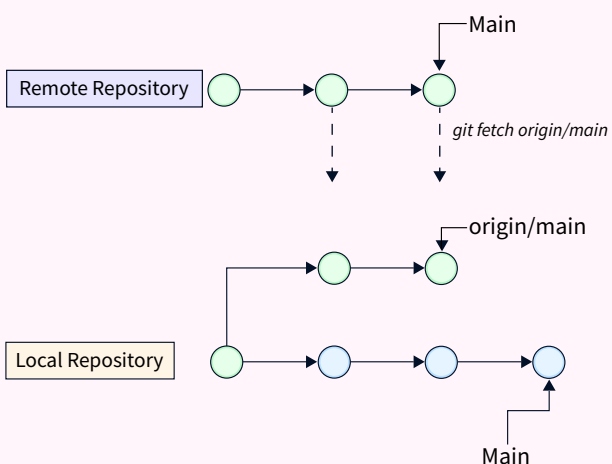 Main
Remote Repository
git fetch origin/main
origin/main
Local Repository
Main